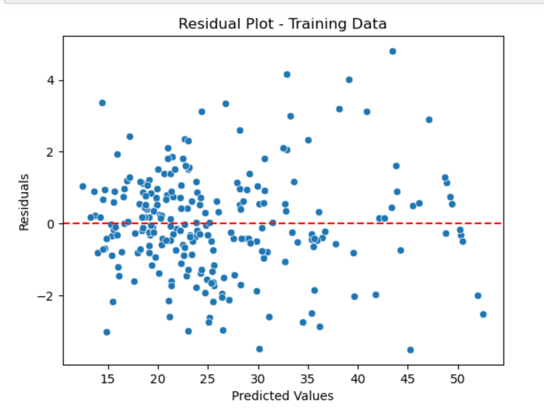 Residual Plot - Training Data
4
2
0
−2
Residuals
15 20 25 30 35 40 45 50
Predicted Values